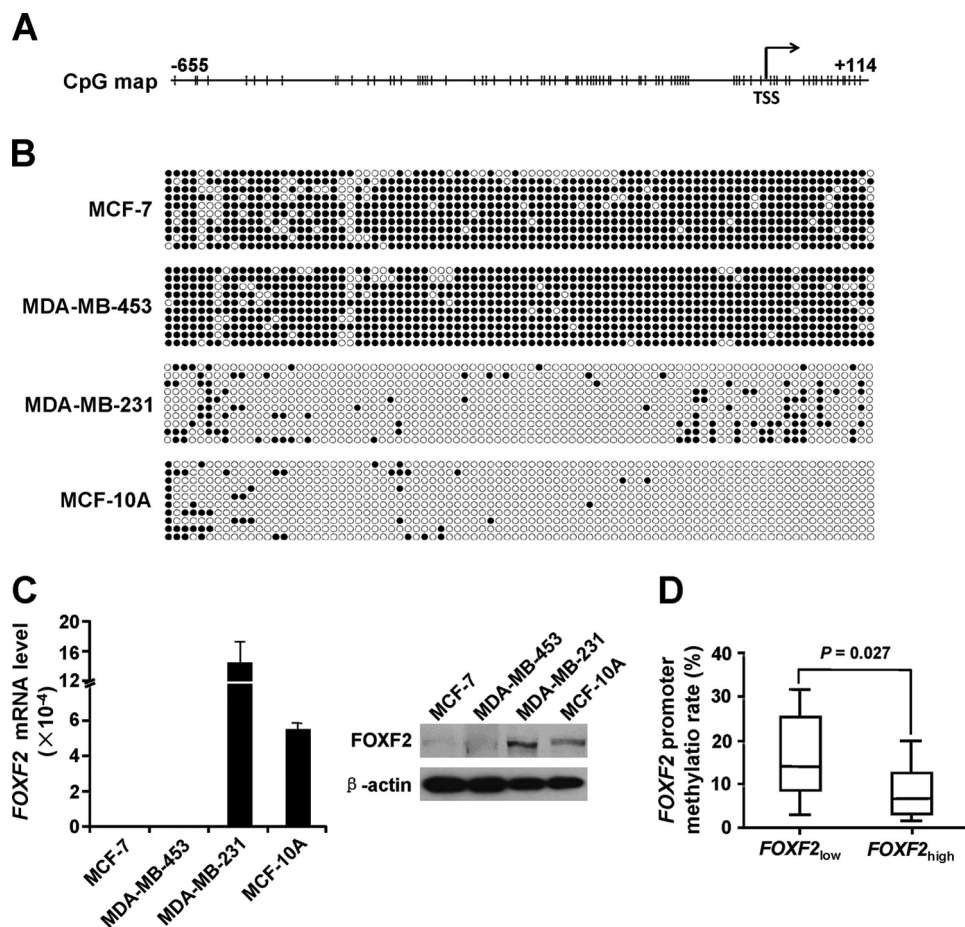 A
-655
+114
CpG map
TSS
B
MCF-7
MDA-MB-453
MDA-MB-231
MCF-10A
C
FOXF2 mRNA level
(×10-4)
20
16
12
6
4
2
0
MCF-7
MDA-MB-453
MDA-MB-231
MCF-10A
MCF-7
MDA-MB-453
MDA-MB-231
MCF-10A
FOXF2
β-actin
D
FOXF2 promoter
methylatio rate (%)
40
30
20
10
0
P = 0.027
FOXF2low
FOXF2high